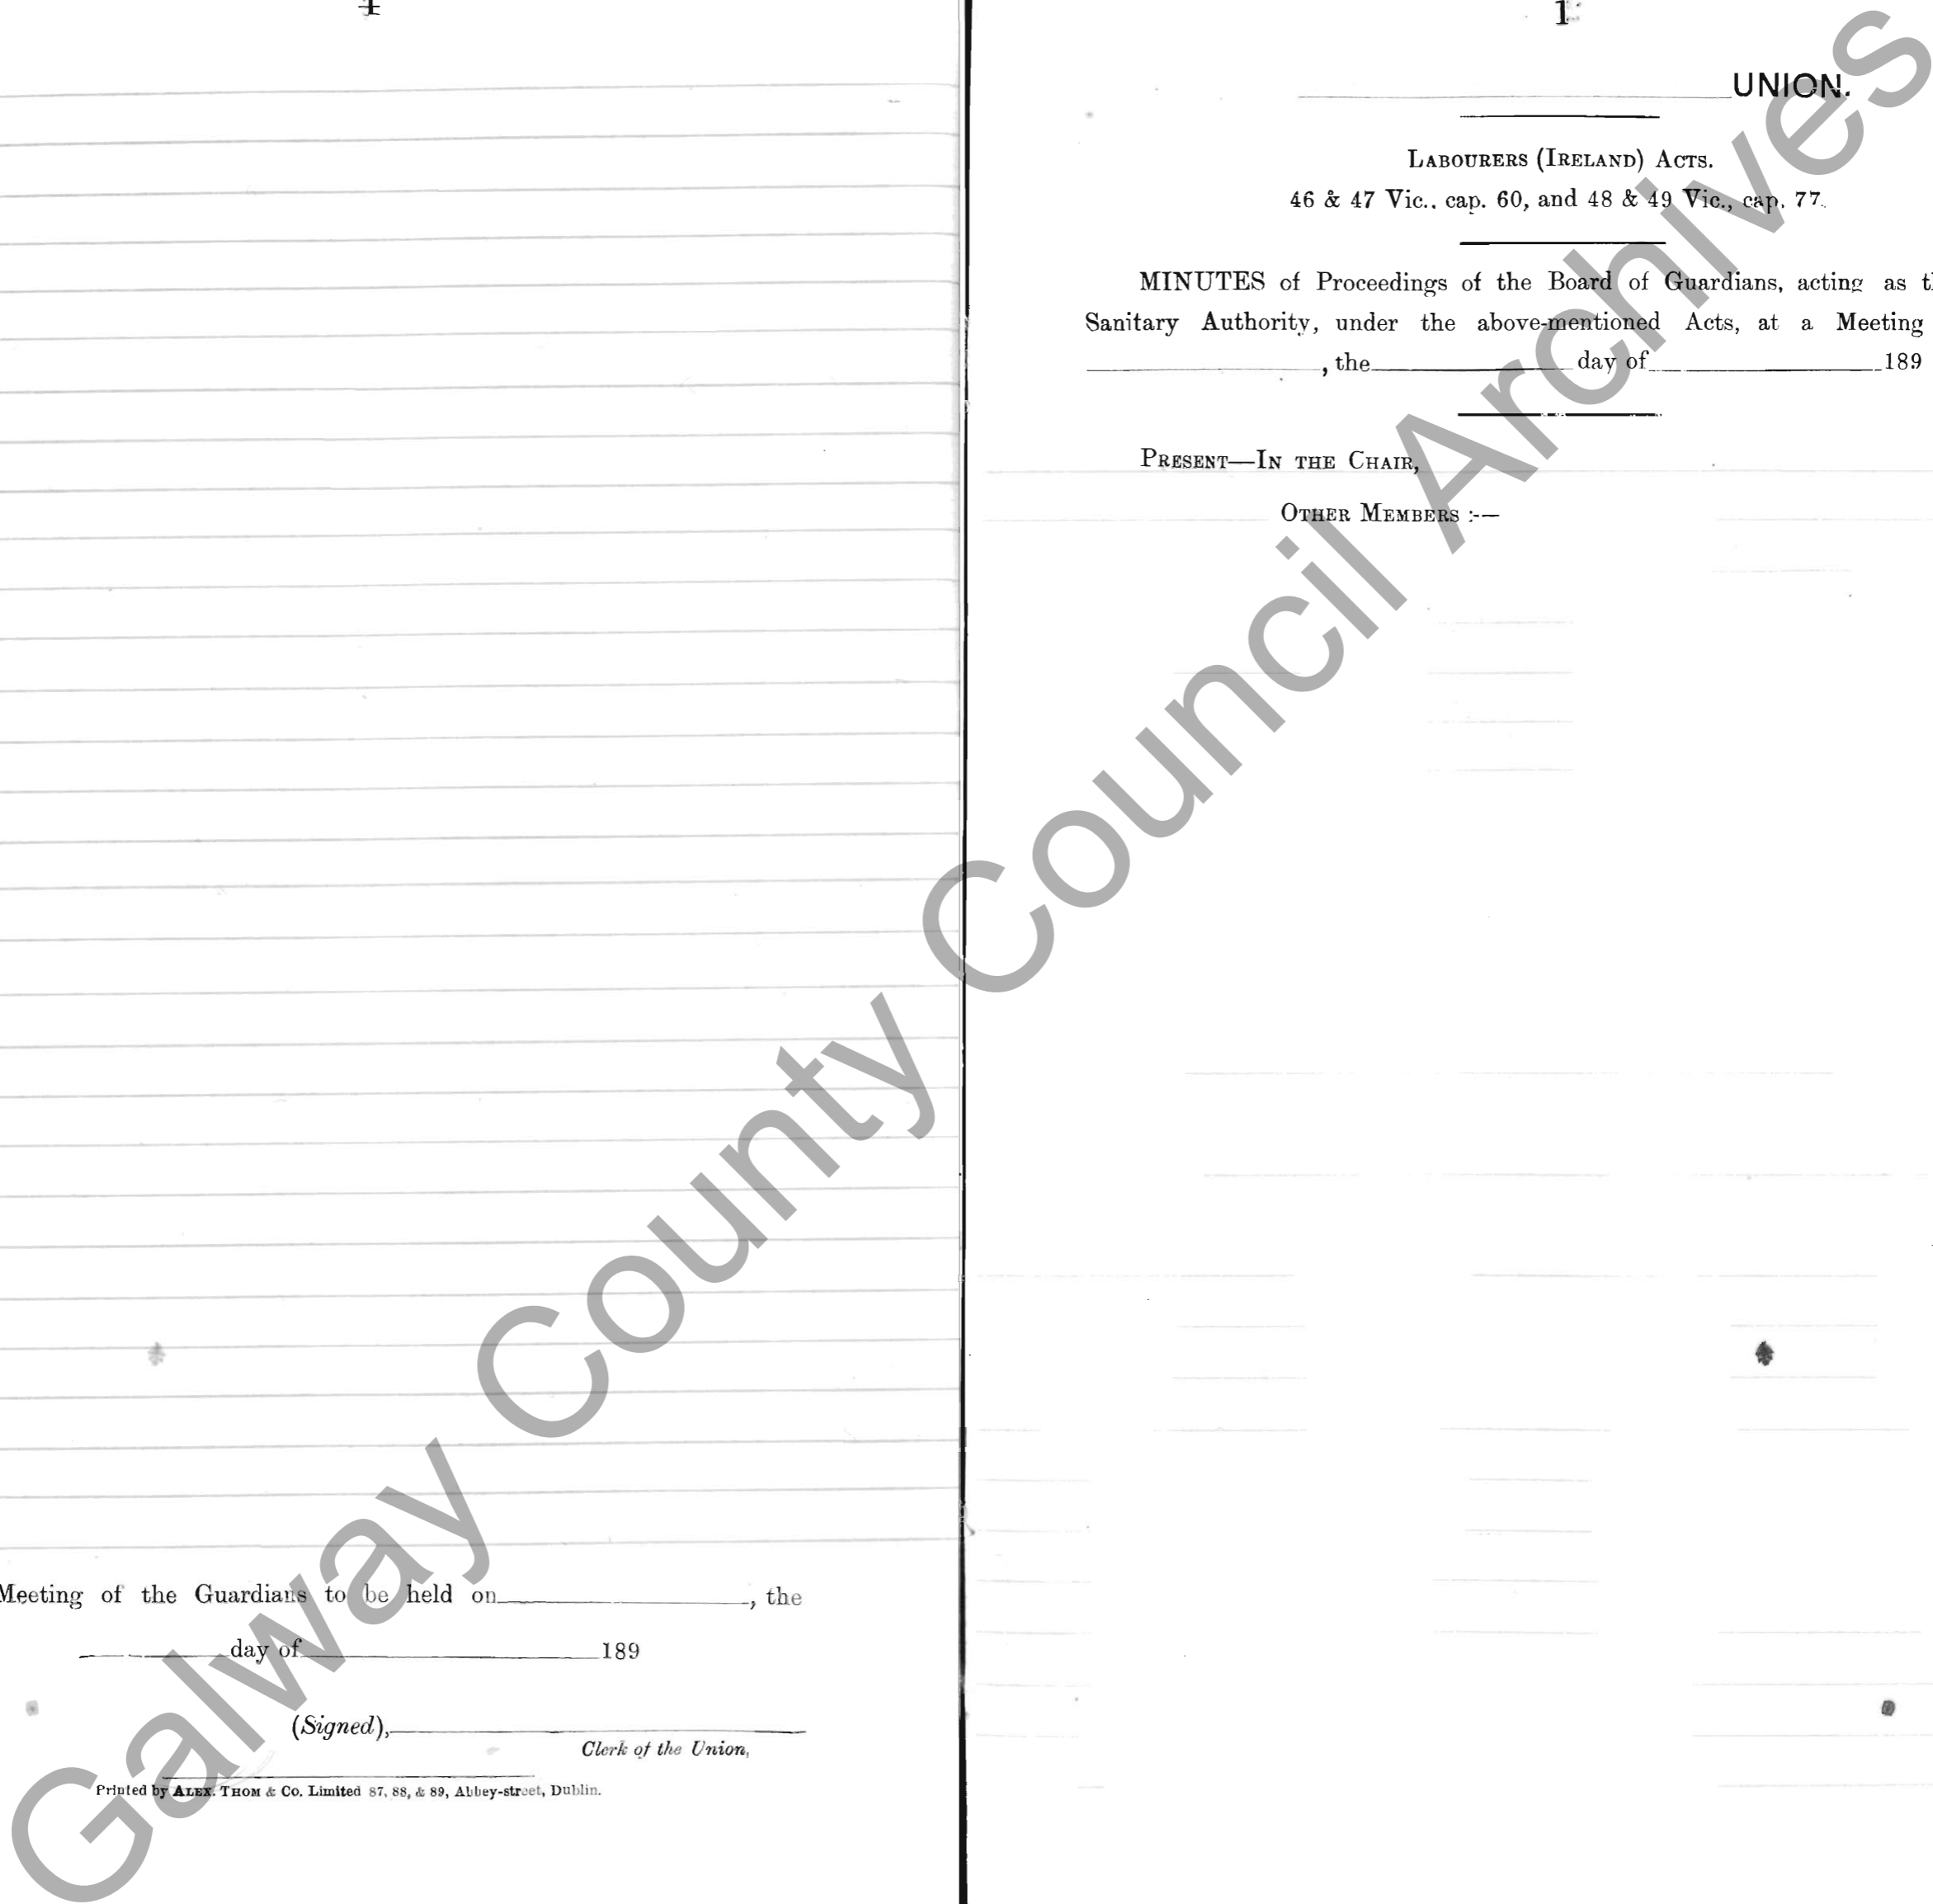 4
Meeting of the Guardians to be held on , the
day of 189
(Signed),
Clerk of the Union,
Printed by ALEX. THOM & Co. Limited 87, 88, & 89, Abbey-street, Dublin.
1
UNION.
LABOURERS (IRELAND) ACTS.
46 & 47 Vic., cap. 60, and 48 & 49 Vic., cap. 77.
MINUTES of Proceedings of the Board of Guardians, acting as
Sanitary Authority, under the above-mentioned Acts, at a Meeting
, the day of 189
PRESENT—IN THE CHAIR,
OTHER MEMBERS :—
Galway County Council Archives